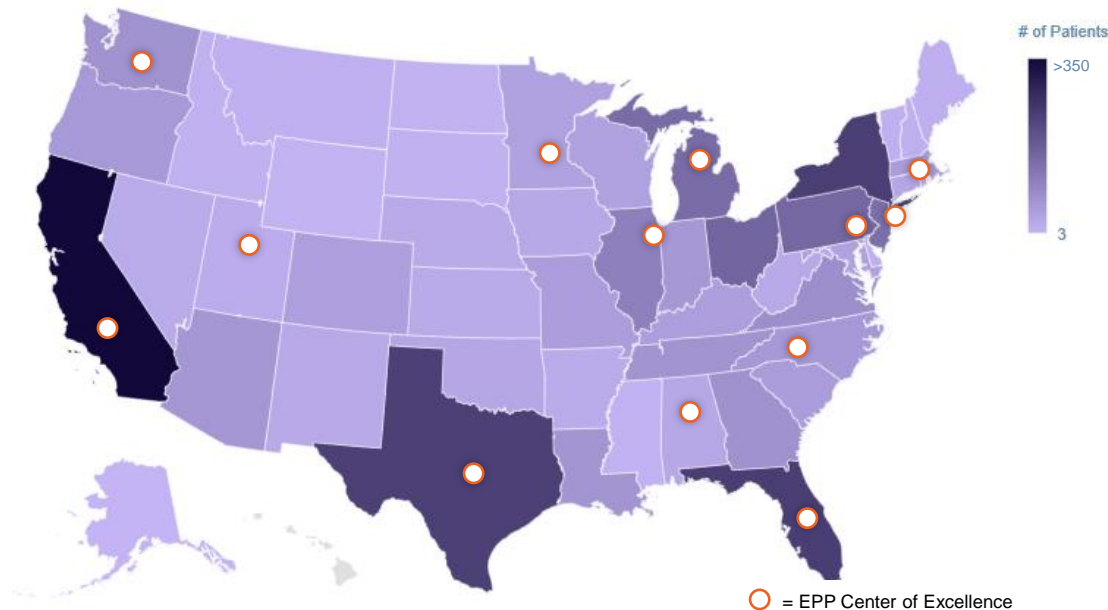 # of Patients
>350
3
= EPP Center of Excellence